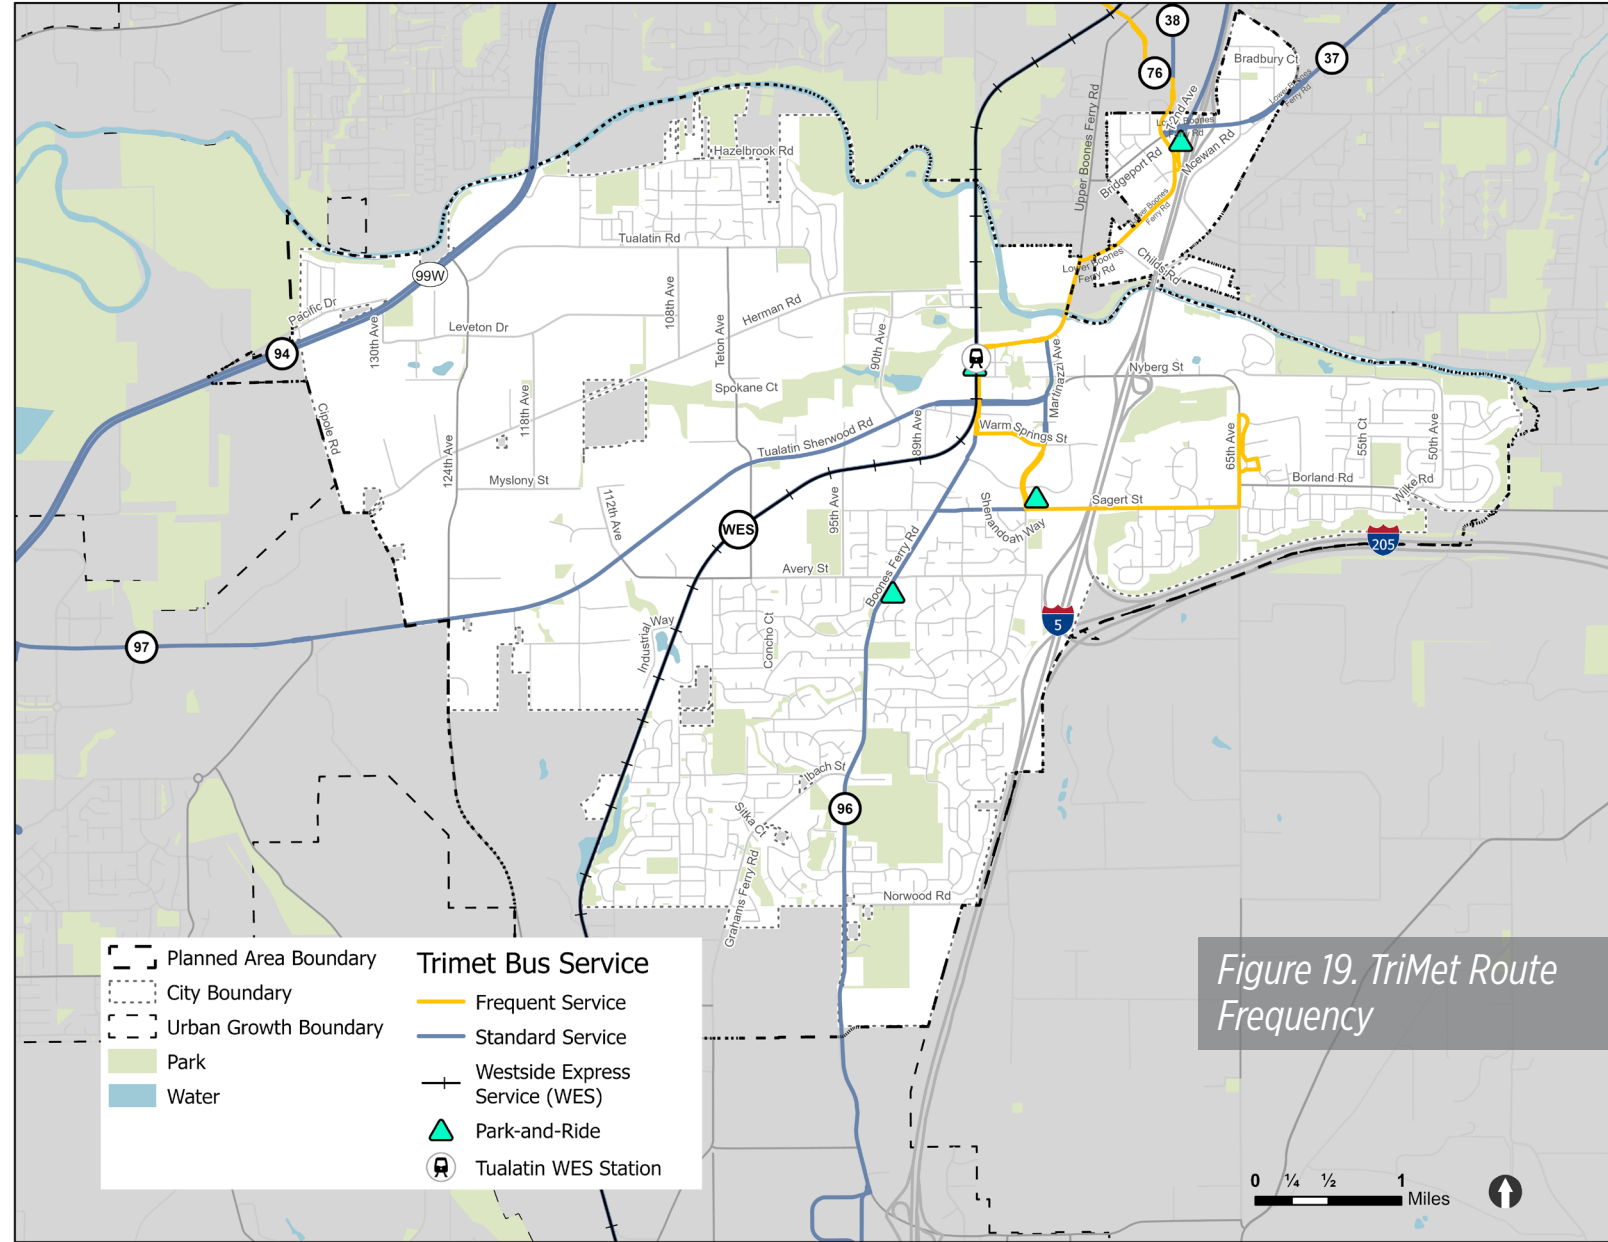 38
37
76
Bradbury Ct
Lower Boones
Ferry Rd
72nd Ave
Upper Boones Ferry Rd
Mcewan Rd
Bridgeport Rd
Hazelbrook Rd
Tualatin Rd
Lower Boones
Ferry Rd
Childs Rd
99W
Pacific Dr
108th Ave
Herman Rd
Leveton Dr
130th Ave
Teton Ave
90th Ave
Martinazzi Ave
Nyberg St
94
Spokane Ct
118th Ave
Cipole Rd
124th Ave
Tualatin Sherwood Rd
89th Ave
Warm Springs St
65th Ave
55th Ct
50th Ave
Myslony St
Borland Rd
Wilke Rd
112th Ave
95th Ave
Sagert St
Shenandoah Way
WES
205
Avery St
Boones Ferry Rd
5
97
Industrial Way
Concho Ct
Ibach St
96
Sitka Ct
Grahams Ferry Rd
Norwood Rd
Planned Area Boundary
City Boundary
Urban Growth Boundary
Park
Water
Trimet Bus Service
Frequent Service
Standard Service
Westside Express
Service (WES)
Park-and-Ride
Tualatin WES Station
Figure 19. TriMet Route
Frequency
0 ¼ ½ 1
Miles